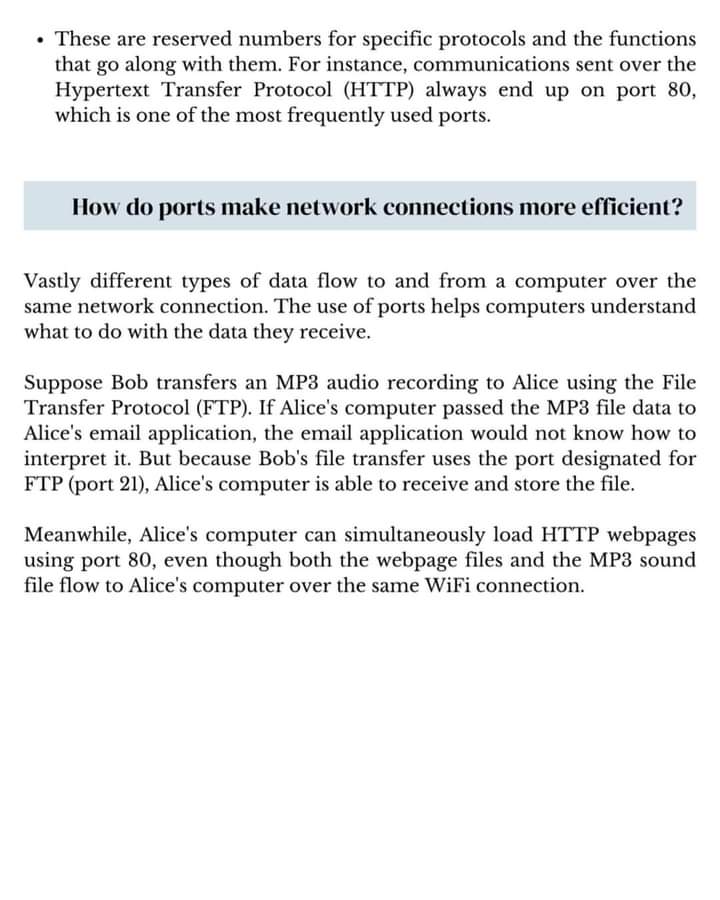 • These are reserved numbers for specific protocols and the functions
that go along with them. For instance, communications sent over the
Hypertext Transfer Protocol (HTTP) always end up on port 80,
which is one of the most frequently used ports.
How do ports make network connections more efficient?
Vastly different types of data flow to and from a computer over the
same network connection. The use of ports helps computers understand
what to do with the data they receive.
Suppose Bob transfers an MP3 audio recording to Alice using the File
Transfer Protocol (FTP). If Alice's computer passed the MP3 file data to
Alice's email application, the email application would not know how to
interpret it. But because Bob's file transfer uses the port designated for
FTP (port 21), Alice's computer is able to receive and store the file.
Meanwhile, Alice's computer can simultaneously load HTTP webpages
using port 80, even though both the webpage files and the MP3 sound
file flow to Alice's computer over the same WiFi connection.